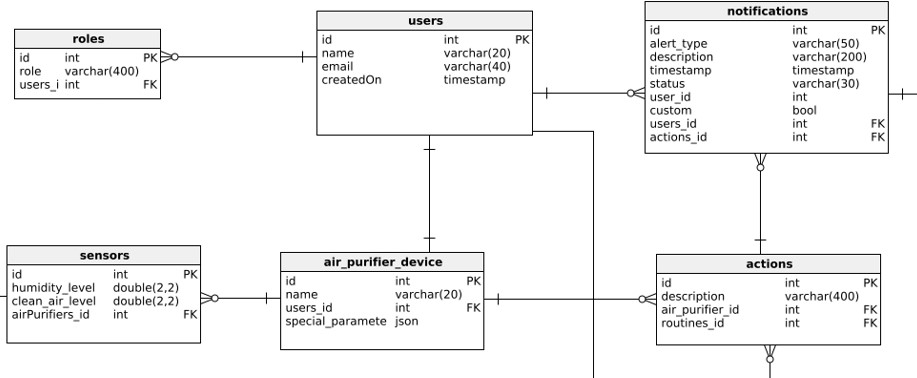 roles
id int PK
role varchar(400)
users_i int FK
users
id int PK
name varchar(20)
email varchar(40)
createdOn timestamp
notifications
id int PK
alert_type varchar(50)
description varchar(200)
timestamp timestamp
status varchar(30)
user_id int
custom bool
users_id int FK
actions_id int FK
sensors
id int PK
humidity_level double(2,2)
clean_air_level double(2,2)
airPurifiers_id int FK
air_purifier_device
id int PK
name varchar(20)
users_id int FK
special_paramete json
actions
id int PK
description varchar(400)
air_purifier_id int FK
routines_id int FK